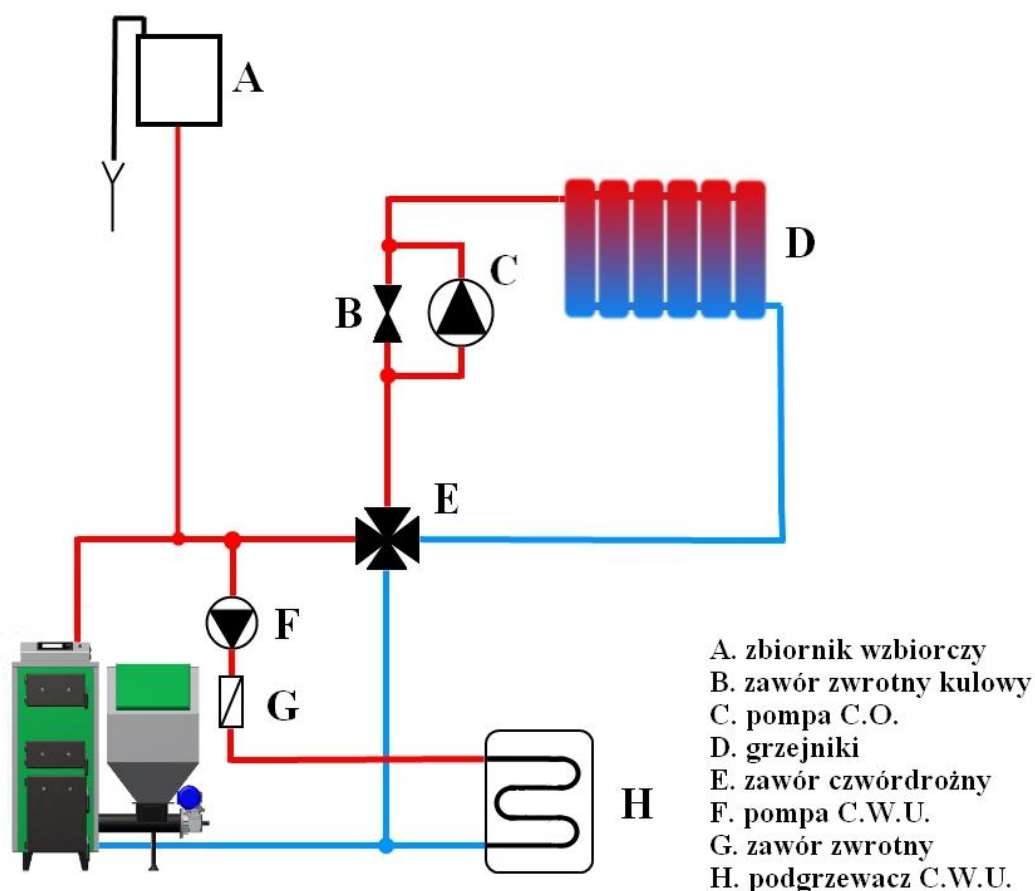 A
B
C
D
E
F
G
H
A. zbiornik wzbiorczy
B. zawór zwrotny kulowy
C. pompa C.O.
D. grzejniki
E. zawór czwórdrożny
F. pompa C.W.U.
G. zawór zwrotny
H. podgrzewacz C.W.U.